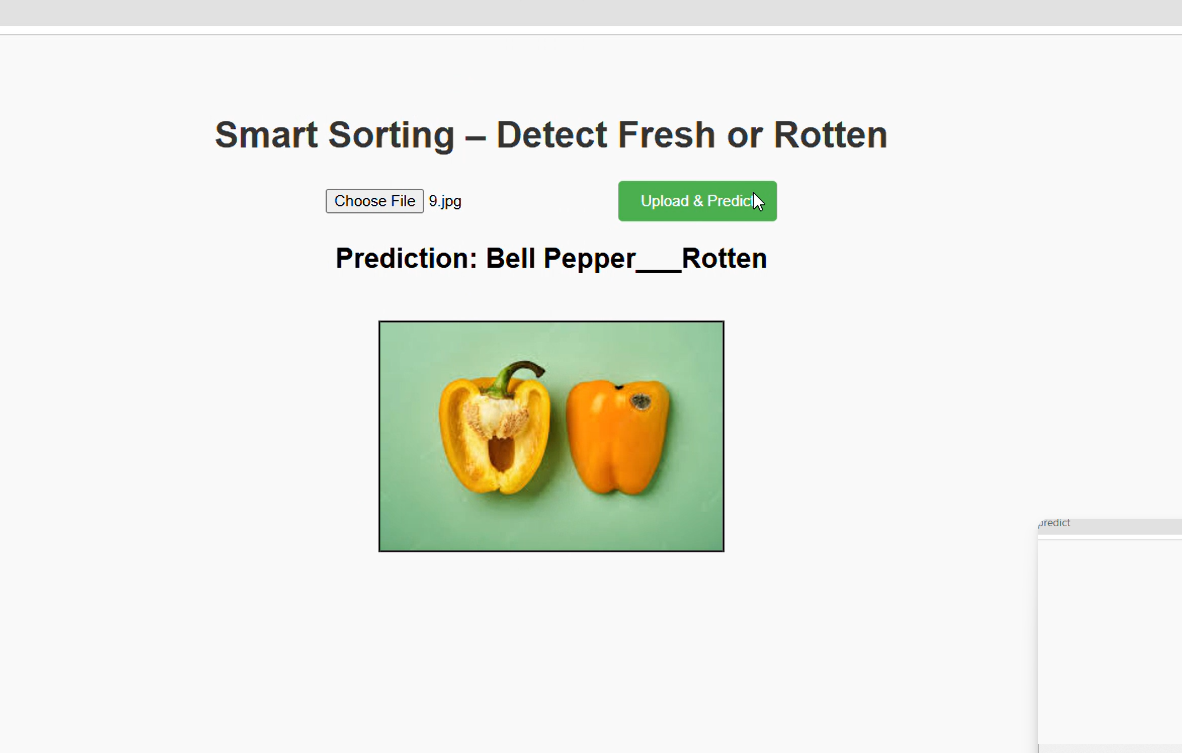 Smart Sorting – Detect Fresh or Rotten
Choose File 9.jpg Upload & Predict
Prediction: Bell Pepper___Rotten
predict